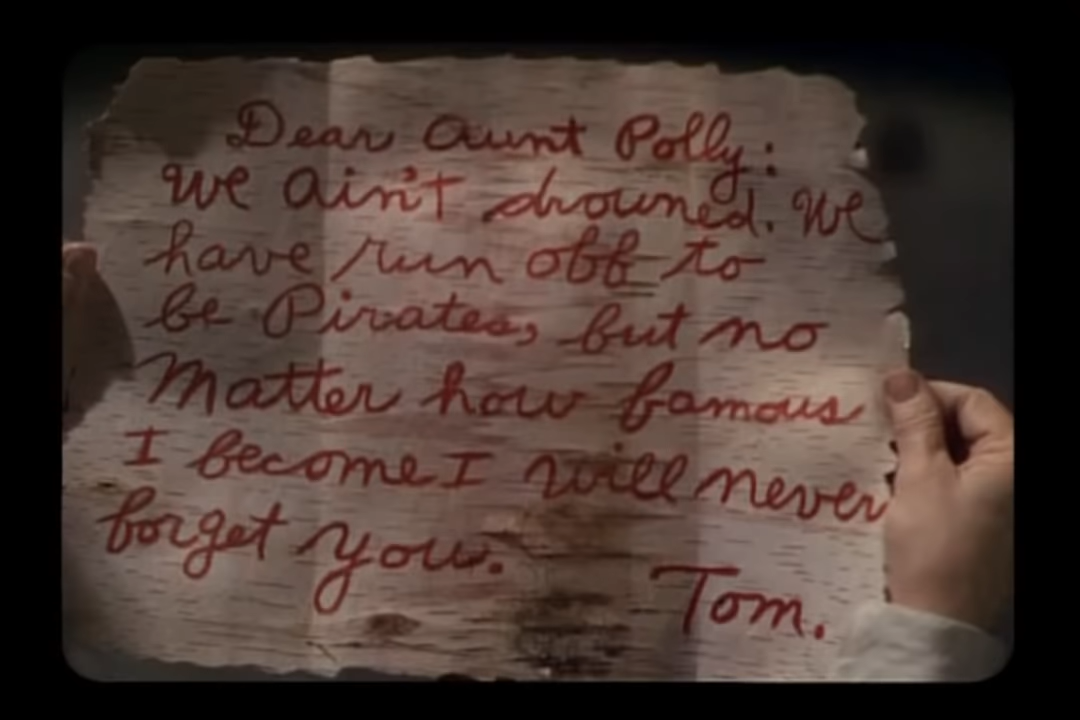 Dear Aunt Polly:
We ain't drowned. We
have run off to
be Pirates, but no
Matter how famous
I become I will never
forget you.
Tom.